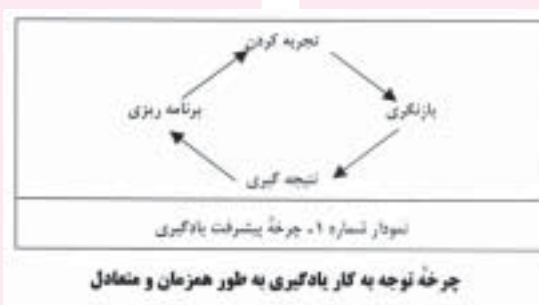 تجربه کردن
برنامه ریزی بازنگری
نتیجه گیری
نمودار شماره ۱ـ چرخهٔ پیشرفت یادگیری
چرخهٔ توجه به کار یادگیری به طور همزمان و متعادل